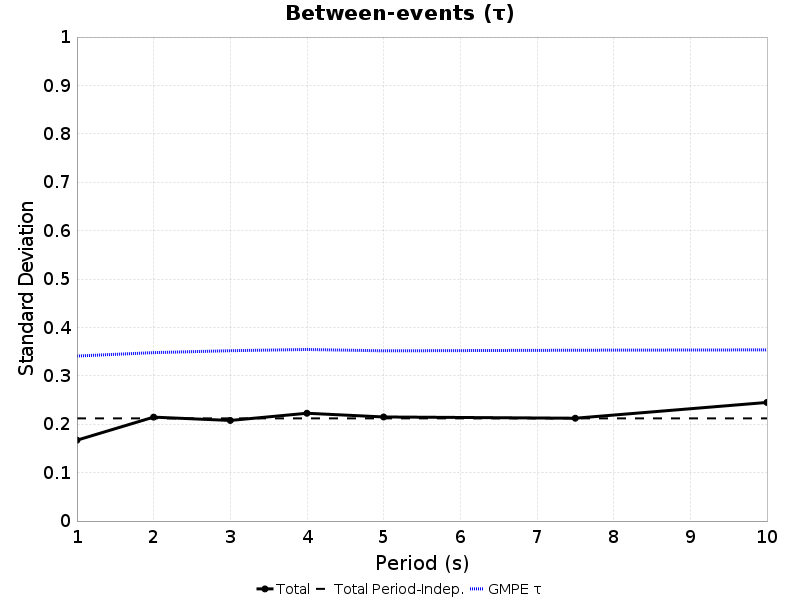 Between-events (τ)
Standard Deviation
1
0.9
0.8
0.7
0.6
0.5
0.4
0.3
0.2
0.1
0
1 2 3 4 5 6 7 8 9 10
Period (s)
Total Total Period-Indep. GMPE τ